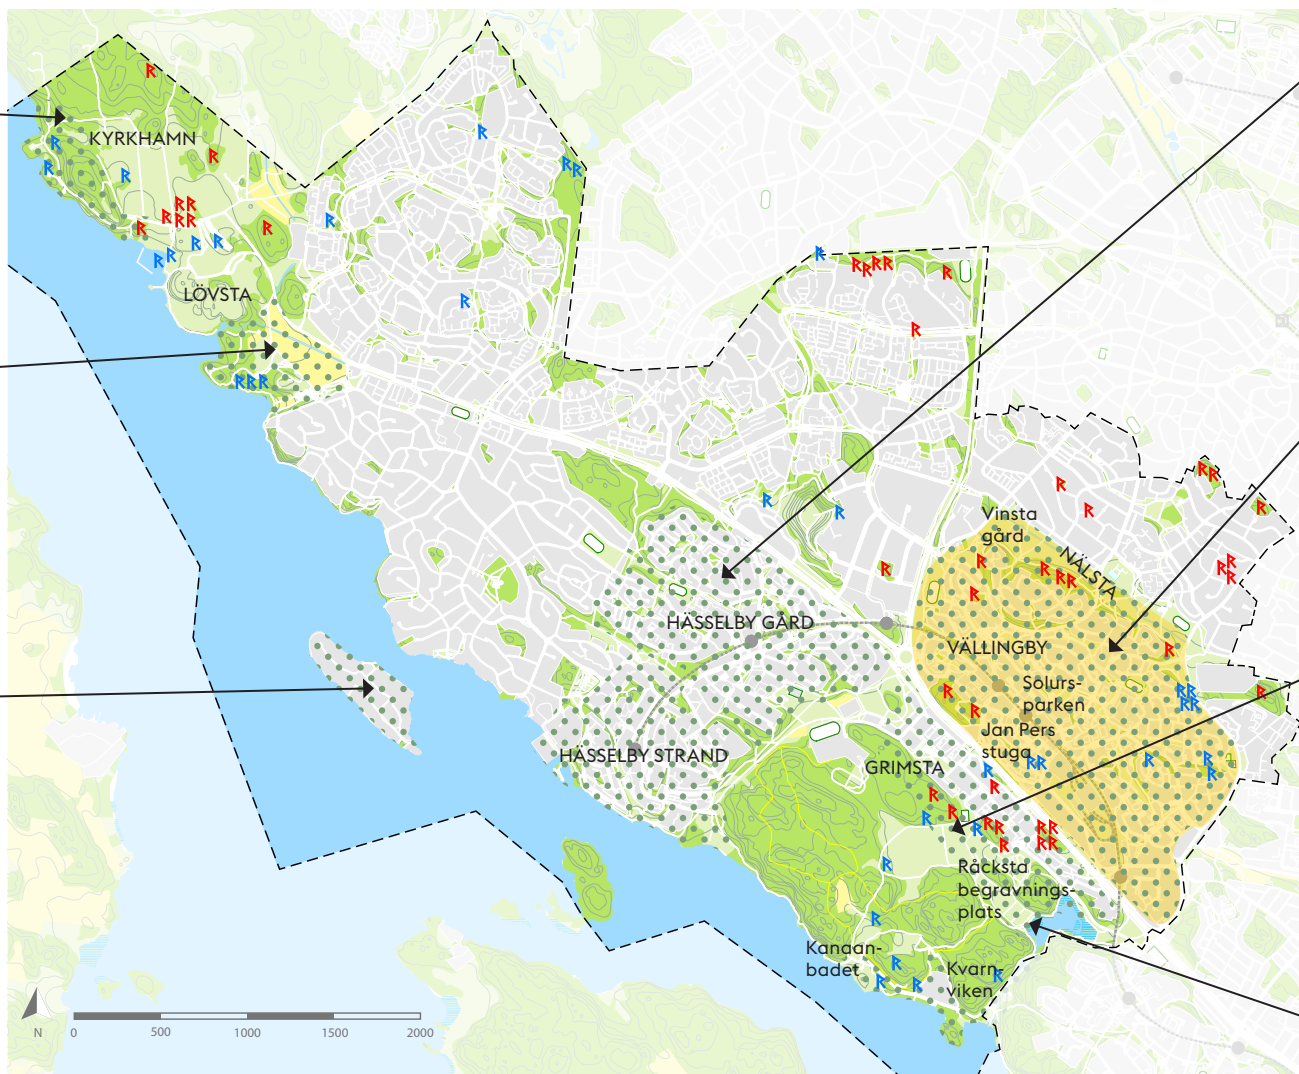 KYRKHAMN
LÖVSTA
Vinsta
gård
NÄLSTA
HÄSSELBY GÅRD
VÄLLINGBY
Solurs-
parken
Jan Pers
stuga
HÄSSELBY STRAND
GRIMSTA
Råcksta
begravnings-
plats
Kanaan-
badet
Kvarn-
viken
N
0 500 1000 1500 2000